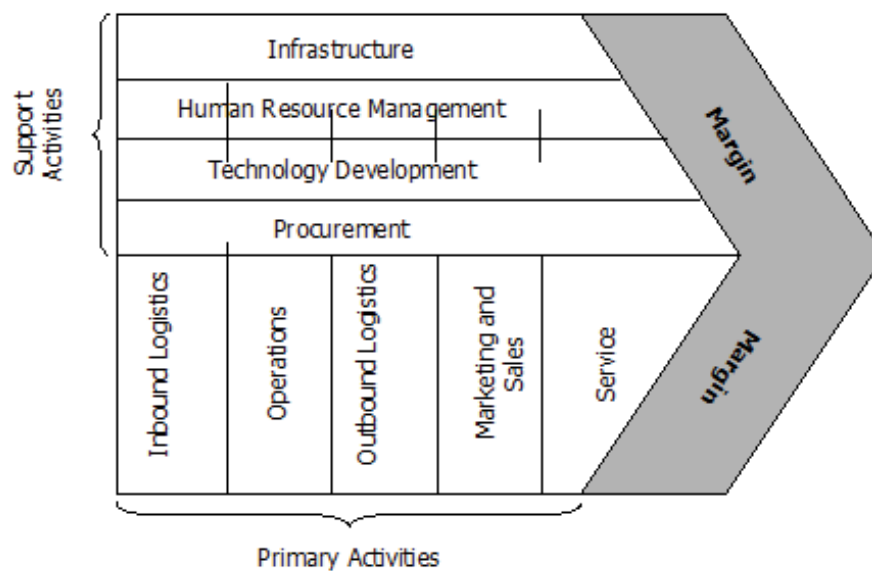 Support
Activities
Infrastructure
Human Resource Management
Technology Development
Procurement
Inbound Logistics
Operations
Outbound Logistics
Marketing and
Sales
Service
Margin
Margin
Primary Activities